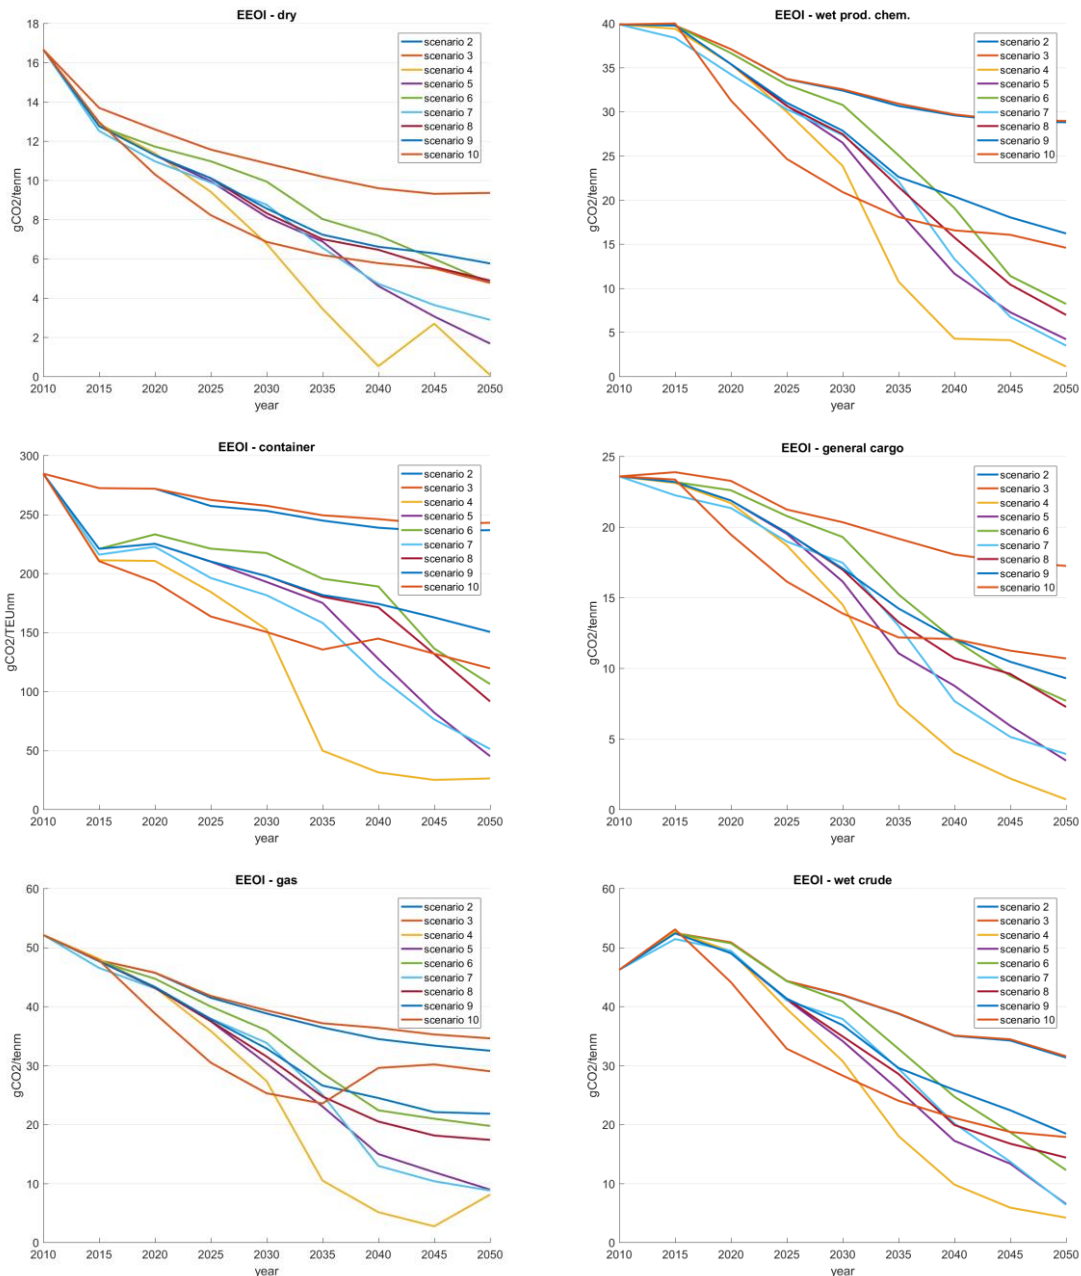 EEOI - dry
gCO2/tenm
18
16
14
12
10
8
6
4
2
0
2010 2015 2020 2025 2030 2035 2040 2045 2050
year
scenario 2
scenario 3
scenario 4
scenario 5
scenario 6
scenario 7
scenario 8
scenario 9
scenario 10
EEOI - wet prod. chem.
gCO2/tenm
40
35
30
25
20
15
10
5
0
2010 2015 2020 2025 2030 2035 2040 2045 2050
year
scenario 2
scenario 3
scenario 4
scenario 5
scenario 6
scenario 7
scenario 8
scenario 9
scenario 10
EEOI - container
gCO2/TEUnm
300
250
200
150
100
50
0
2010 2015 2020 2025 2030 2035 2040 2045 2050
year
scenario 2
scenario 3
scenario 4
scenario 5
scenario 6
scenario 7
scenario 8
scenario 9
scenario 10
EEOI - general cargo
gCO2/tenm
25
20
15
10
5
0
2010 2015 2020 2025 2030 2035 2040 2045 2050
year
scenario 2
scenario 3
scenario 4
scenario 5
scenario 6
scenario 7
scenario 8
scenario 9
scenario 10
EEOI - gas
gCO2/tenm
60
50
40
30
20
10
0
2010 2015 2020 2025 2030 2035 2040 2045 2050
year
scenario 2
scenario 3
scenario 4
scenario 5
scenario 6
scenario 7
scenario 8
scenario 9
scenario 10
EEOI - wet crude
gCO2/tenm
60
50
40
30
20
10
0
2010 2015 2020 2025 2030 2035 2040 2045 2050
year
scenario 2
scenario 3
scenario 4
scenario 5
scenario 6
scenario 7
scenario 8
scenario 9
scenario 10